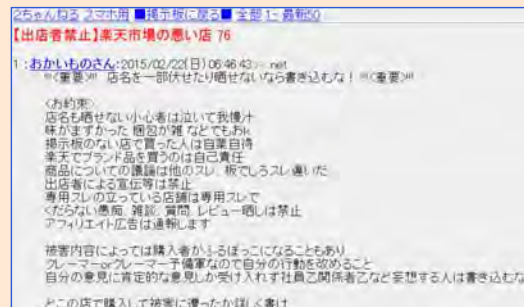 2ちゃんねる スマホ用 ■掲示板に戻る■ 全部 1- 最新50
【出店者禁止】楽天市場の悪い店 76
1 :おかいものさん:2015/02/22(日) 06:46:43 .net
!!!<重要>!!! 店名を一部伏せたり晒せないなら書き込むな! !!!<重要>!!!
<お約束>
店名も晒せない小心者は泣いて我慢汁
味がまずかった 梱包が雑 などでもおk
掲示板のない店で買った人は自業自得
楽天でブランド品を買うのは自己責任
商品についての議論は他のスレ、板でしろスレ違いだ
出店者による宣伝等は禁止
専用スレの立っている店舗は専用スレで
くだらない愚痴、雑談、質問、レビュー晒しは禁止
アフィリエイト広告は通報します
被害内容によっては購入者がふるぼっこになることもあり
クレーマーorクレーマー予備軍なので自分の行動を改めること
自分の意見に肯定的な意見しか受け入れず社員乙関係者乙など妄想する人は書き込むな
どこの店で購入して被害に遭ったか詳しく書け